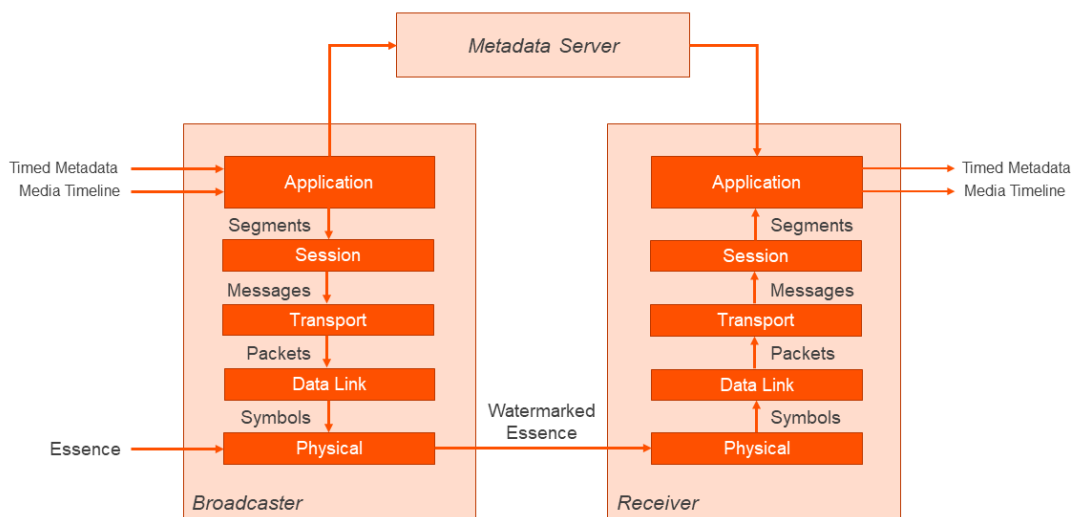 Metadata Server
Timed Metadata
Media Timeline
Application
Segments
Session
Messages
Transport
Packets
Data Link
Symbols
Essence
Physical
Broadcaster
Watermarked
Essence
Application
Timed Metadata
Media Timeline
Segments
Session
Messages
Transport
Packets
Data Link
Symbols
Physical
Receiver